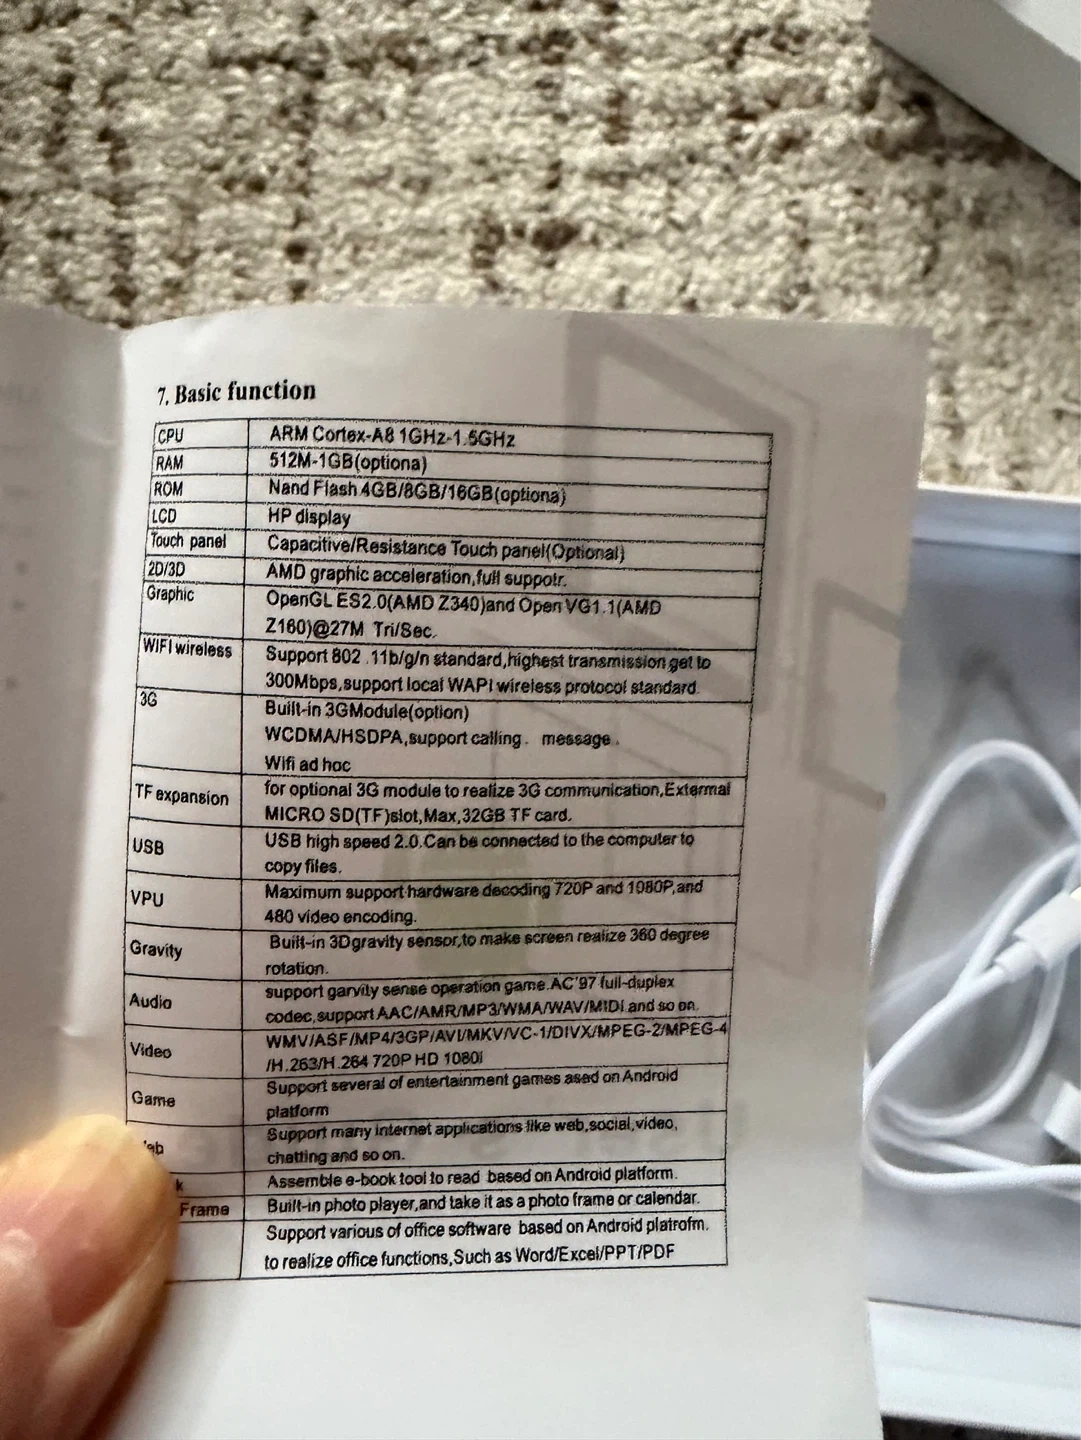 7. Basic function
CPU
ARM Cortex-A8 1GHz-1.5GHz
RAM
512M-1GB(optiona)
ROM
Nand Flash 4GB/8GB/16GB(optiona)
LCD
HP display
Touch panel
Capacitive/Resistance Touch panel(Optional)
2D/3D
Graphic
AMD graphic acceleration,full suppotr.
OpenGL ES2.0(AMD Z340)and Open VG1.1(AMD
Z160)@27M Tri/Sec.
WIFI wireless
Support 802 .11b/g/n standard,highest transmission get to
300Mbps,support local WAPI wireless protocol standard.
3G
Built-in 3GModule(option)
WCDMA/HSDPA,support calling. message.
Wifi ad hoc
TF expansion
for optional 3G module to realize 3G communication,Extermal
MICRO SD(TF)slot,Max,32GB TF card.
USB
USB high speed 2.0.Can be connected to the computer to
copy files.
VPU
Maximum support hardware decoding 720P and 1080P,and
480 video encoding.
Gravity
Built-in 3Dgravity sensor,to make screen realize 360 degree
rotation.
Audio
support garvity sense operation game.AC'97 full-duplex
codec,support AAC/AMR/MP3/WMA/WAV/MIDI.and so on.
Video
WMV/ASF/MP4/3GP/AVI/MKV/VC-1/DIVX/MPEG-2/MPEG-4
/H.263/H.264 720P HD 1080i
Game
Support several of entertainment games ased on Android
platform
eb
Support many internet applications like web,social,video,
chatting and so on.
k
Assemble e-book tool to read based on Android platform.
Frame
Built-in photo player,and take it as a photo frame or calendar.
Support various of office software based on Android platrofm.
to realize office functions,Such as Word/Excel/PPT/PDF